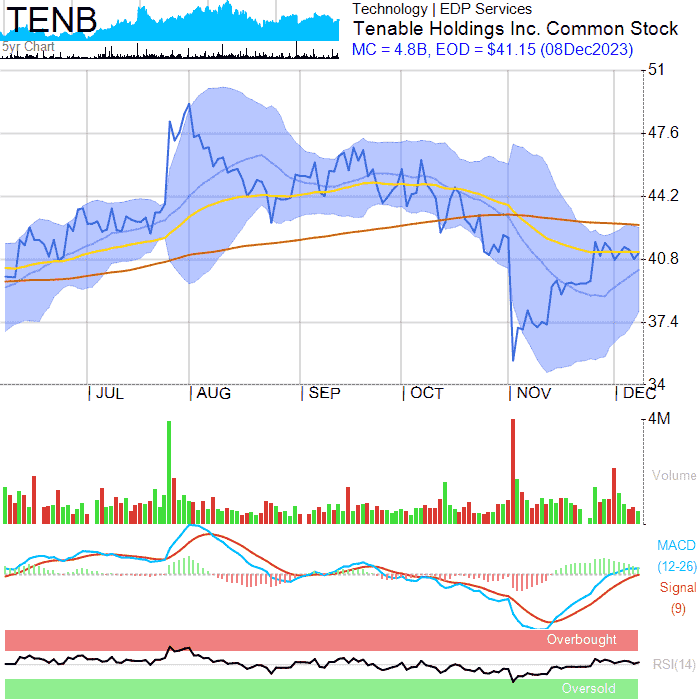 TENB
5yr Chart
Technology | EDP Services
Tenable Holdings Inc. Common Stock
MC = 4.8B, EOD = $41.15 (08Dec2023)
51
47.6
44.2
40.8
37.4
34
JUL AUG SEP OCT NOV DEC
4M
Volume
MACD
(12-26)
Signal
(9)
Overbought
RSI(14)
Oversold